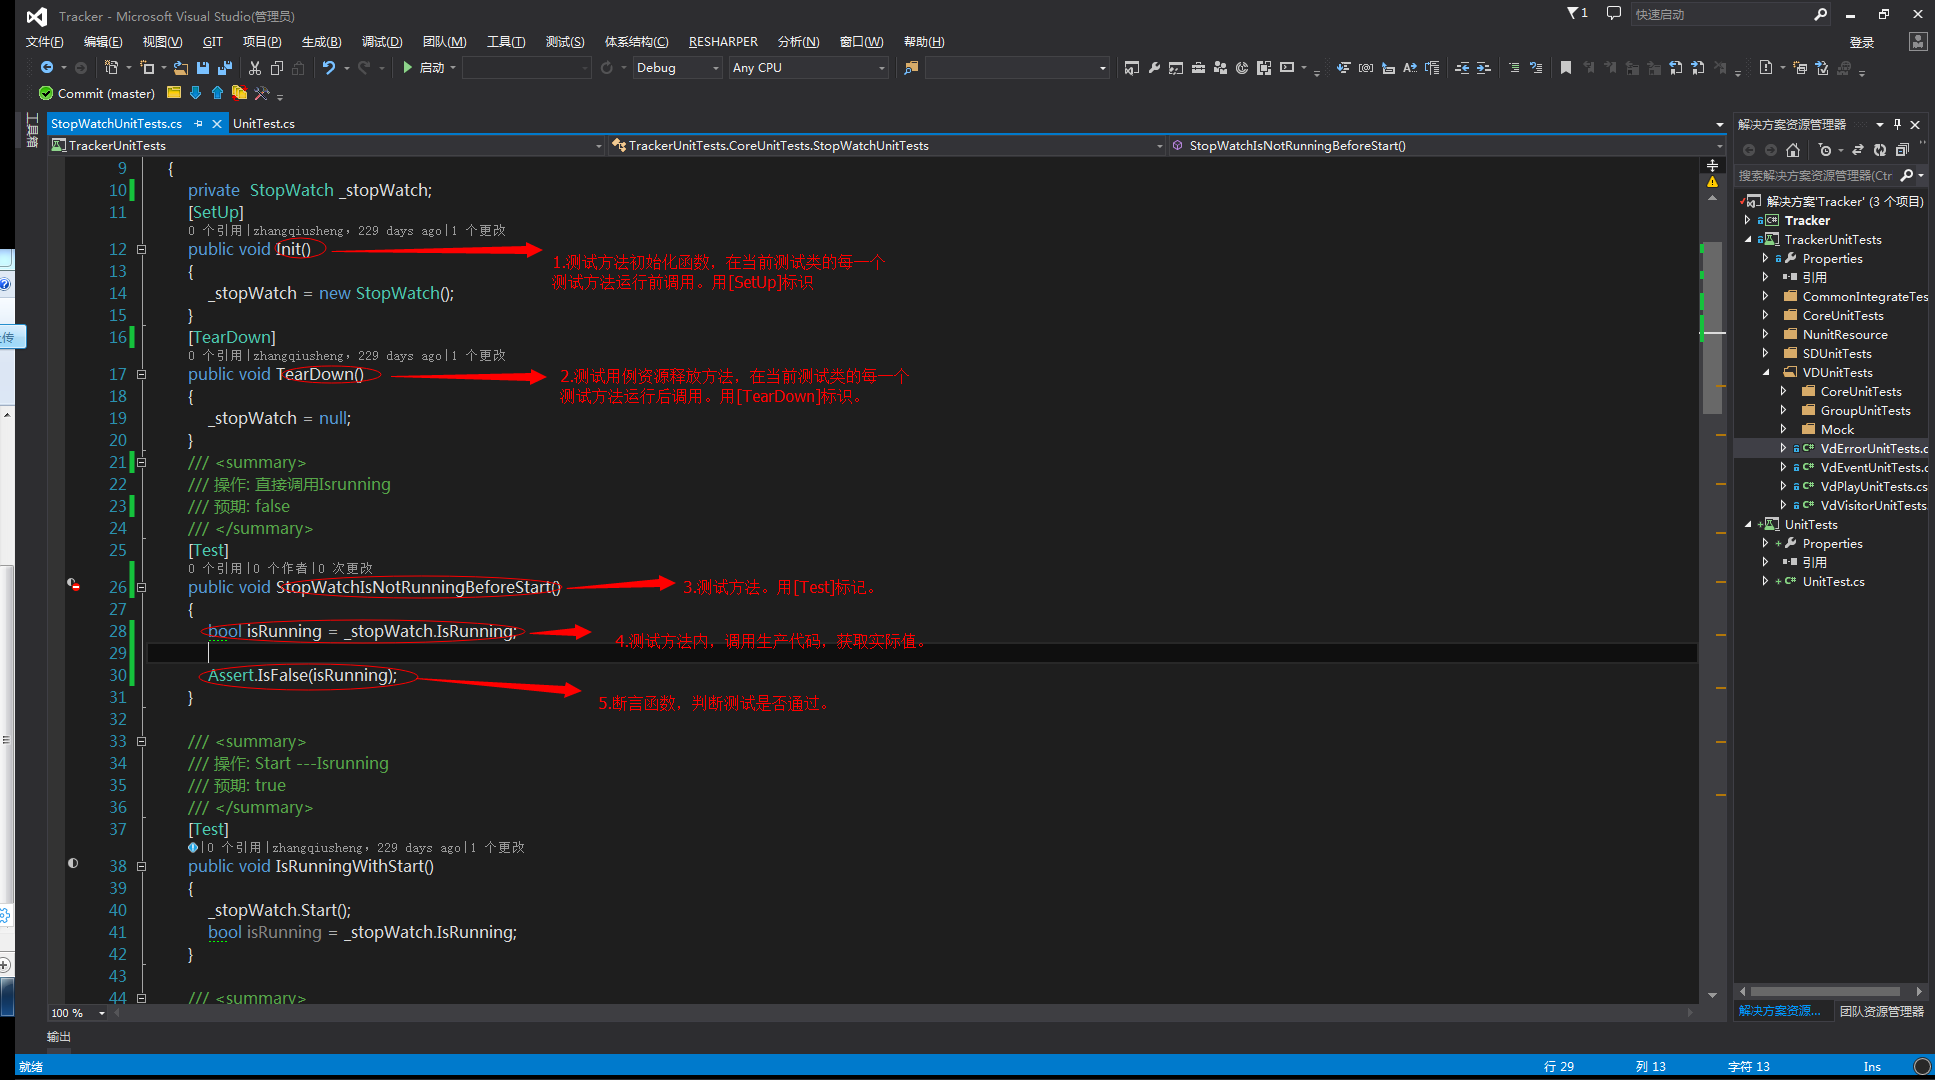 Tracker - Microsoft Visual Studio(管理员)
1
快速启动
文件(F) 编辑(E) 视图(V) GIT 项目(P) 生成(B) 调试(D) 团队(M) 工具(T) 测试(S) 体系结构(C) RESHARPER 分析(N) 窗口(W) 帮助(H)
登录
启动 Debug Any CPU
Commit (master)
工具箱
StopWatchUnitTests.cs UnitTest.cs
TrackerUnitTests TrackerUnitTests.CoreUnitTests.StopWatchUnitTests StopWatchIsNotRunningBeforeStart()
9 {
10 private StopWatch _stopWatch;
11 [SetUp]
0 个引用|zhangqiusheng, 229 days ago|1 个更改
12 public void Init()
1.测试方法初始化函数，在当前测试类的每一个
测试方法运行前调用。用[SetUp]标识
13 {
14 _stopWatch = new StopWatch();
15 }
16 [TearDown]
0 个引用|zhangqiusheng, 229 days ago|1 个更改
17 public void TearDown()
2.测试用例资源释放方法，在当前测试类的每一个
测试方法运行后调用。用[TearDown]标识。
18 {
19 _stopWatch = null;
20 }
21 /// <summary>
22 /// 操作: 直接调用Isrunning
23 /// 预期: false
24 /// </summary>
25 [Test]
0 个引用|0 个作者|0 次更改
26 public void StopWatchIsNotRunningBeforeStart()
3.测试方法。用[Test]标记。
27 {
28 bool isRunning = _stopWatch.IsRunning;
4.测试方法内，调用生产代码，获取实际值。
29
30 Assert.IsFalse(isRunning);
5.断言函数，判断测试是否通过。
31 }
32
33 /// <summary>
34 /// 操作: Start ---Isrunning
35 /// 预期: true
36 /// </summary>
37 [Test]
|0 个引用|zhangqiusheng, 229 days ago|1 个更改
38 public void IsRunningWithStart()
39 {
40 _stopWatch.Start();
41 bool isRunning = _stopWatch.IsRunning;
42 }
43
44 /// <summary>
100 %
输出
就绪
行 29 列 13 字符 13 Ins
解决方案资源管理器
搜索解决方案资源管理器(Ctr
解决方案'Tracker' (3 个项目)
Tracker
TrackerUnitTests
Properties
引用
CommonIntegrateTes
CoreUnitTests
NunitResource
SDUnitTests
VDUnitTests
CoreUnitTests
GroupUnitTests
Mock
VdErrorUnitTests.c
VdEventUnitTests.c
VdPlayUnitTests.cs
VdVisitorUnitTests
UnitTests
Properties
引用
UnitTest.cs
解决方案资源... 团队资源管理器
传